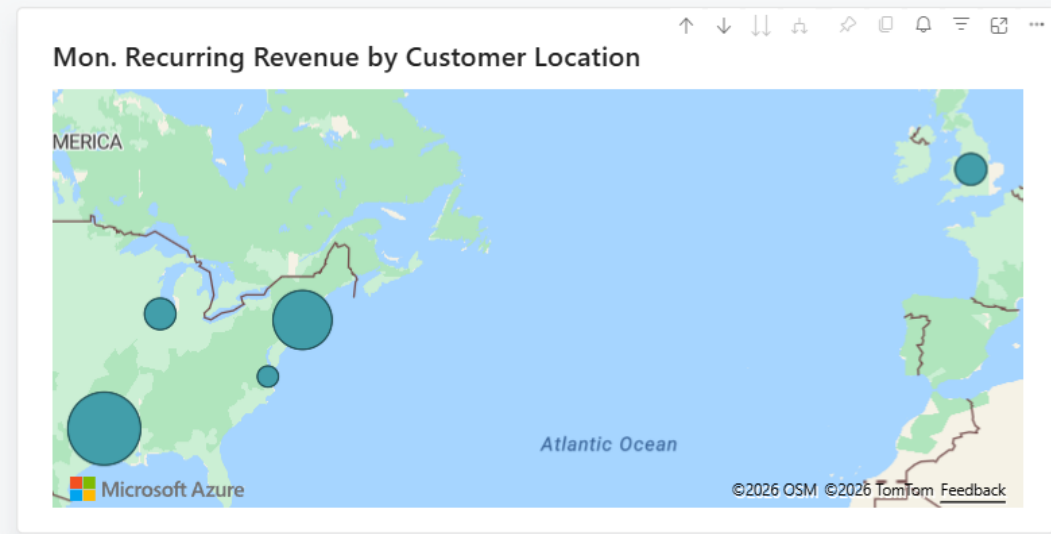 Mon. Recurring Revenue by Customer Location
MERICA
Atlantic Ocean
Microsoft Azure
©2026 OSM ©2026 TomTom Feedback